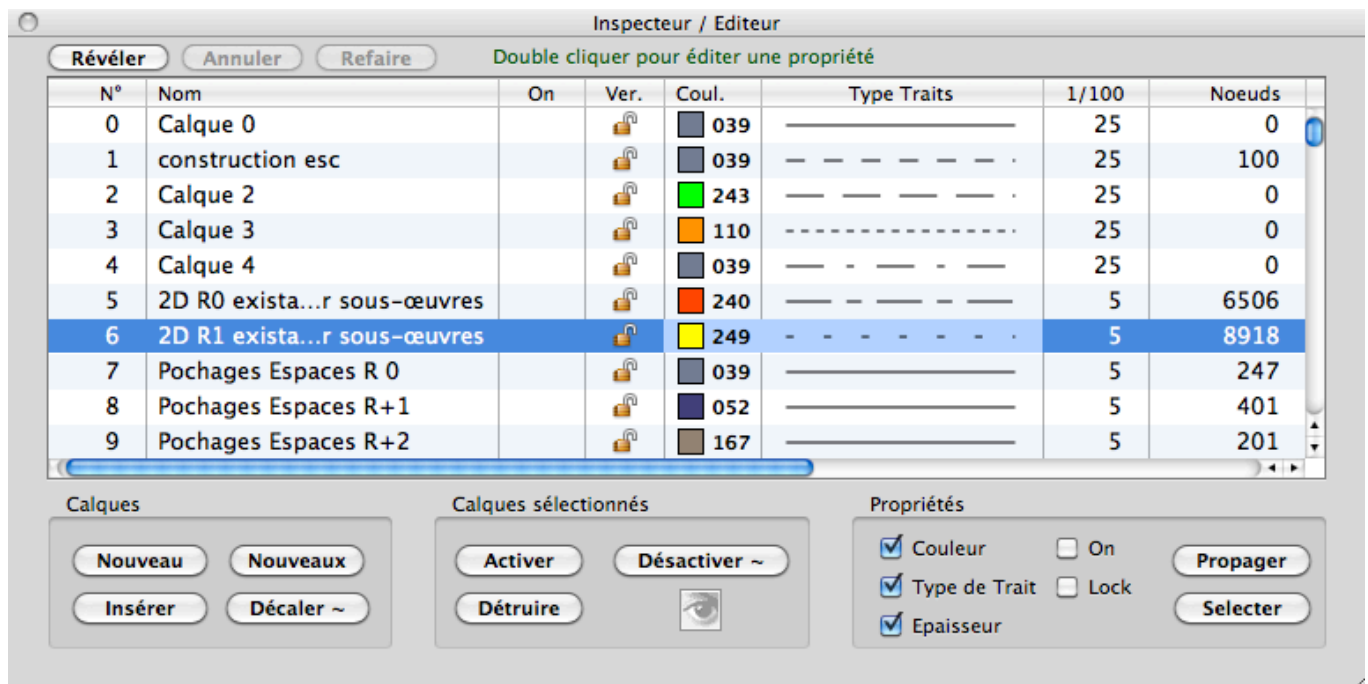 Inspecteur / Editeur
Révéler Annuler Refaire Double cliquer pour éditer une propriété
N° Nom On Ver. Coul. Type Traits 1/100 Noeuds
0 Calque 0 039 25 0
1 construction esc 039 25 100
2 Calque 2 243 25 0
3 Calque 3 110 25 0
4 Calque 4 039 25 0
5 2D R0 exista...r sous-œuvres 240 5 6506
6 2D R1 exista...r sous-œuvres 249 5 8918
7 Pochages Espaces R 0 039 5 247
8 Pochages Espaces R+1 052 5 401
9 Pochages Espaces R+2 167 5 201
Calques Calques sélectionnés Propriétés
Nouveau Nouveaux Activer Désactiver ~ Couleur On Propager
Insérer Décaler ~ Détruire Type de Trait Lock Selecter
Epaisseur